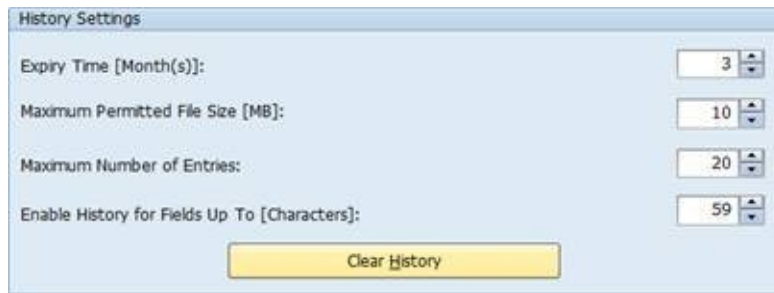 History Settings
Expiry Time [Month(s)]: 3
Maximum Permitted File Size [MB]: 10
Maximum Number of Entries: 20
Enable History for Fields Up To [Characters]: 59
Clear History